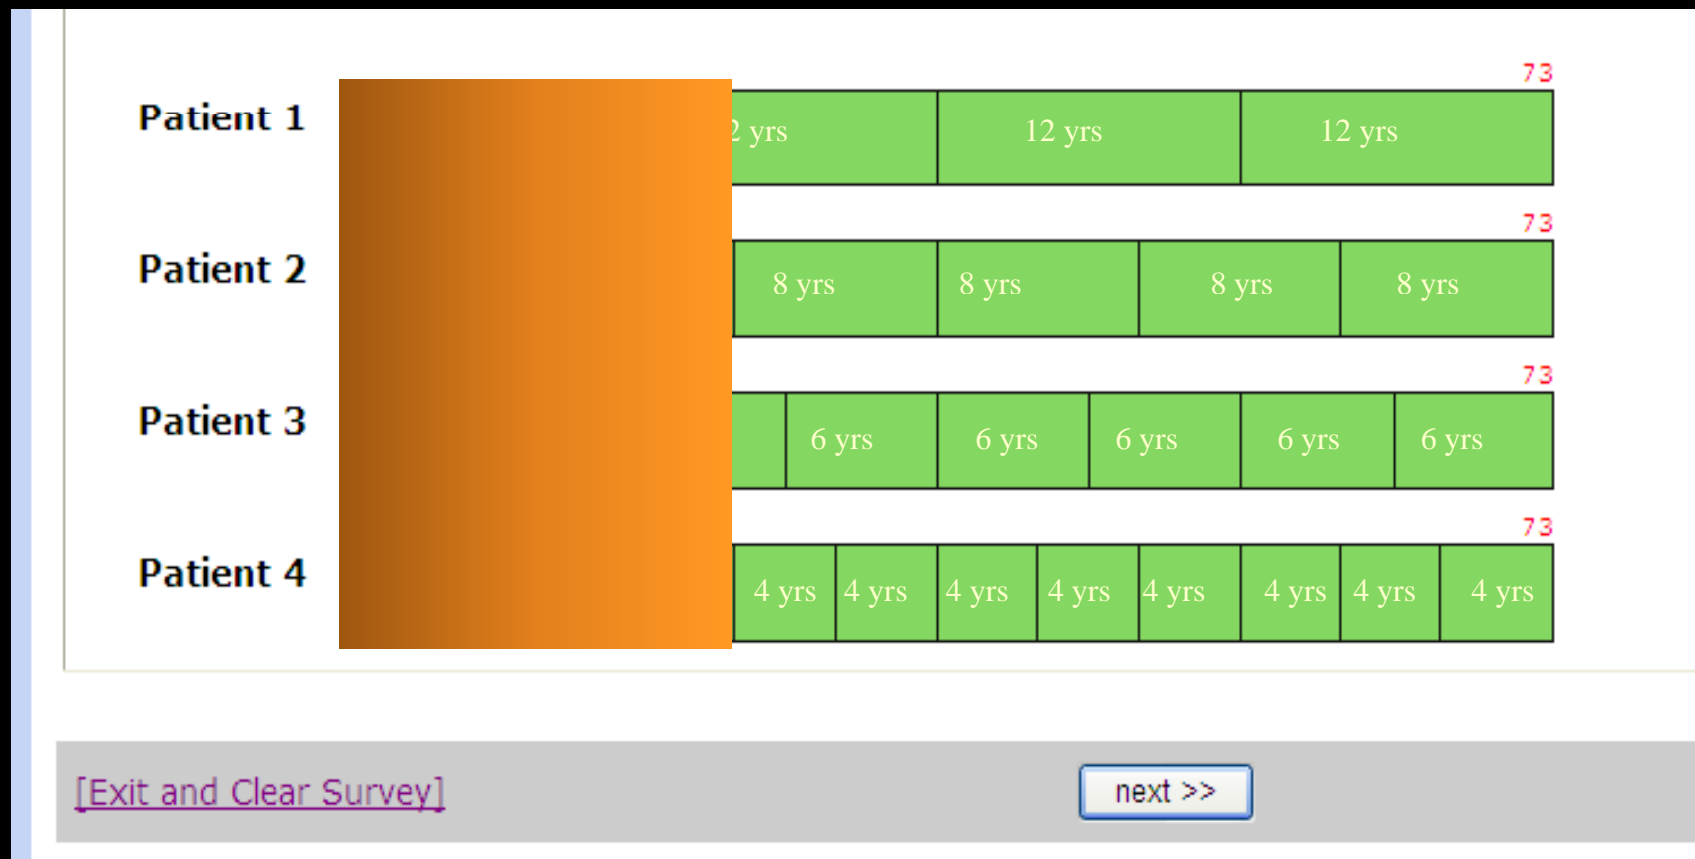 73
Patient 1 2 yrs 12 yrs 12 yrs
73
Patient 2 8 yrs 8 yrs 8 yrs 8 yrs
73
Patient 3 6 yrs 6 yrs 6 yrs 6 yrs 6 yrs
73
Patient 4 4 yrs 4 yrs 4 yrs 4 yrs 4 yrs 4 yrs 4 yrs 4 yrs
[Exit and Clear Survey] next >>